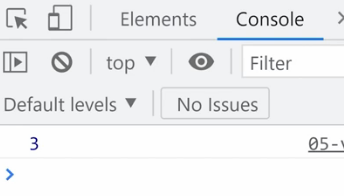 Elements Console
top Filter
Default levels No Issues
3 05-v